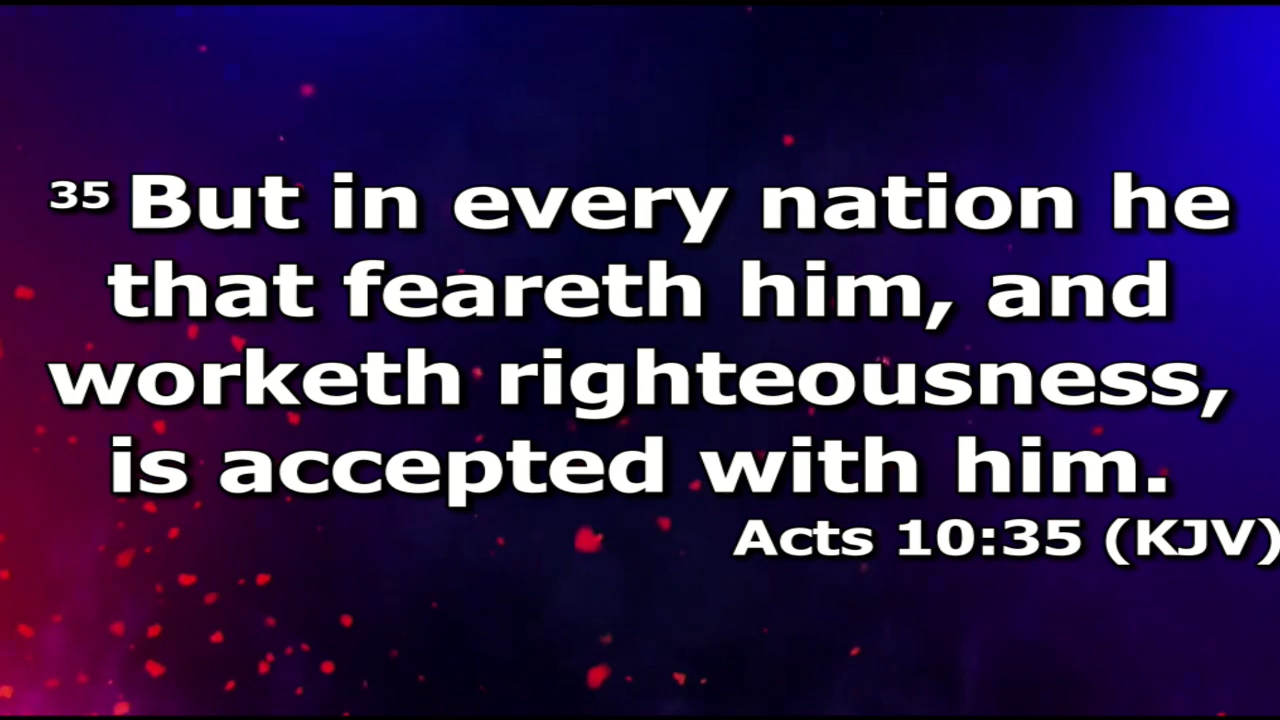 35 But in every nation he
that feareth him, and
worketh righteousness,
is accepted with him.
Acts 10:35 (KJV)